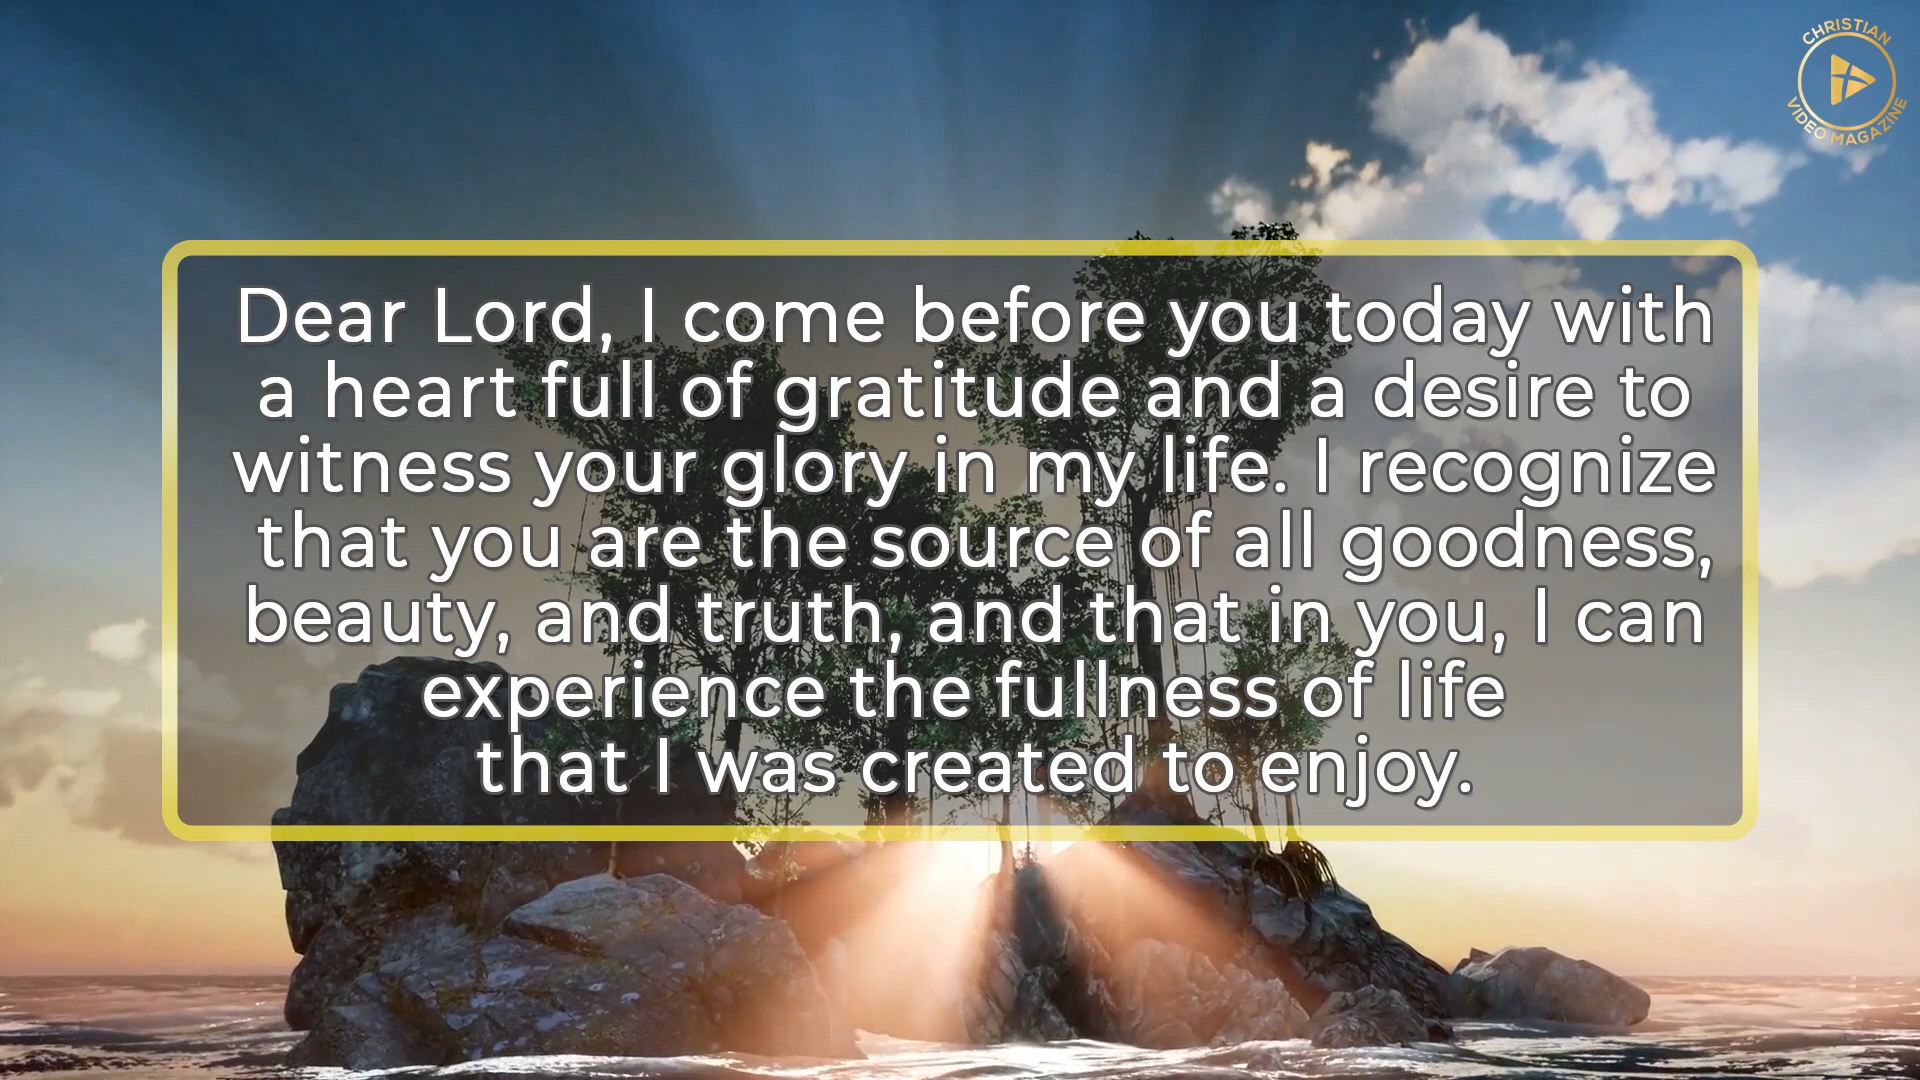 CHRISTIAN
VIDEO MAGAZINE
Dear Lord, I come before you today with
a heart full of gratitude and a desire to
witness your glory in my life. I recognize
that you are the source of all goodness,
beauty, and truth, and that in you, I can
experience the fullness of life
that I was created to enjoy.